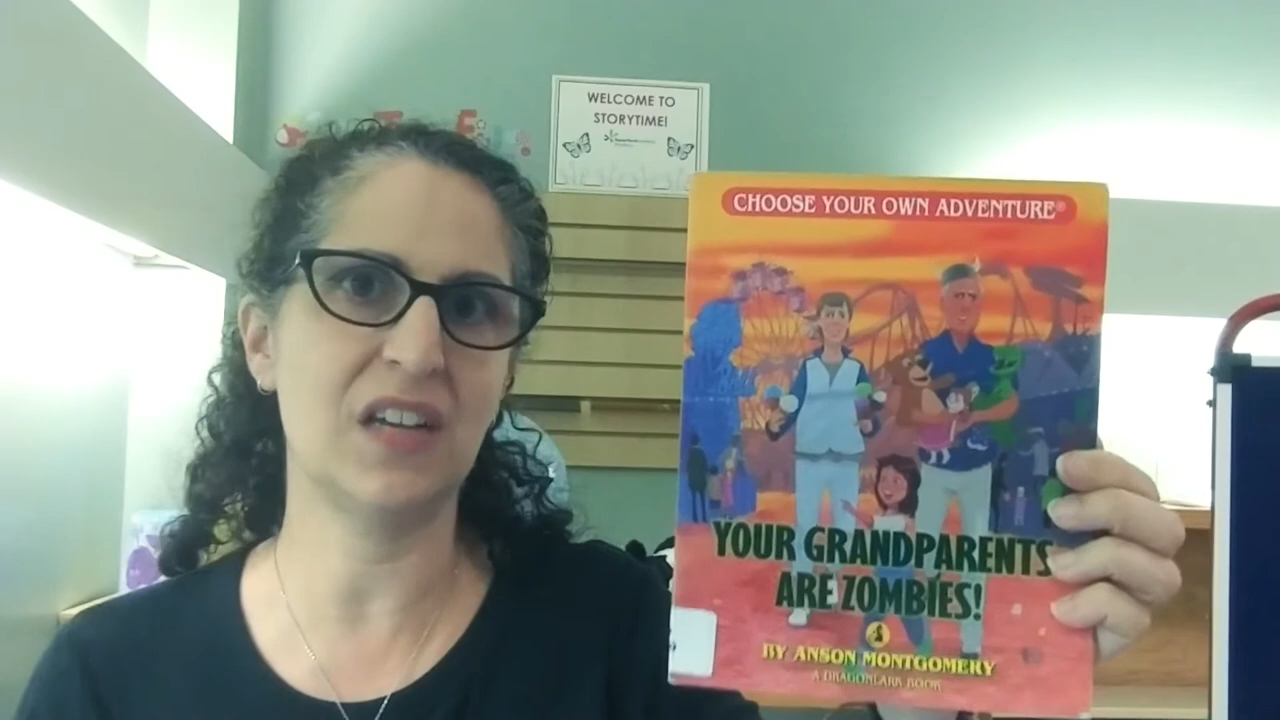 WELCOME TO
STORYTIME!
CHOOSE YOUR OWN ADVENTURE®
YOUR GRANDPARENTS
ARE ZOMBIES!
BY ANSON MONTGOMERY
A DRAGONLARK BOOK